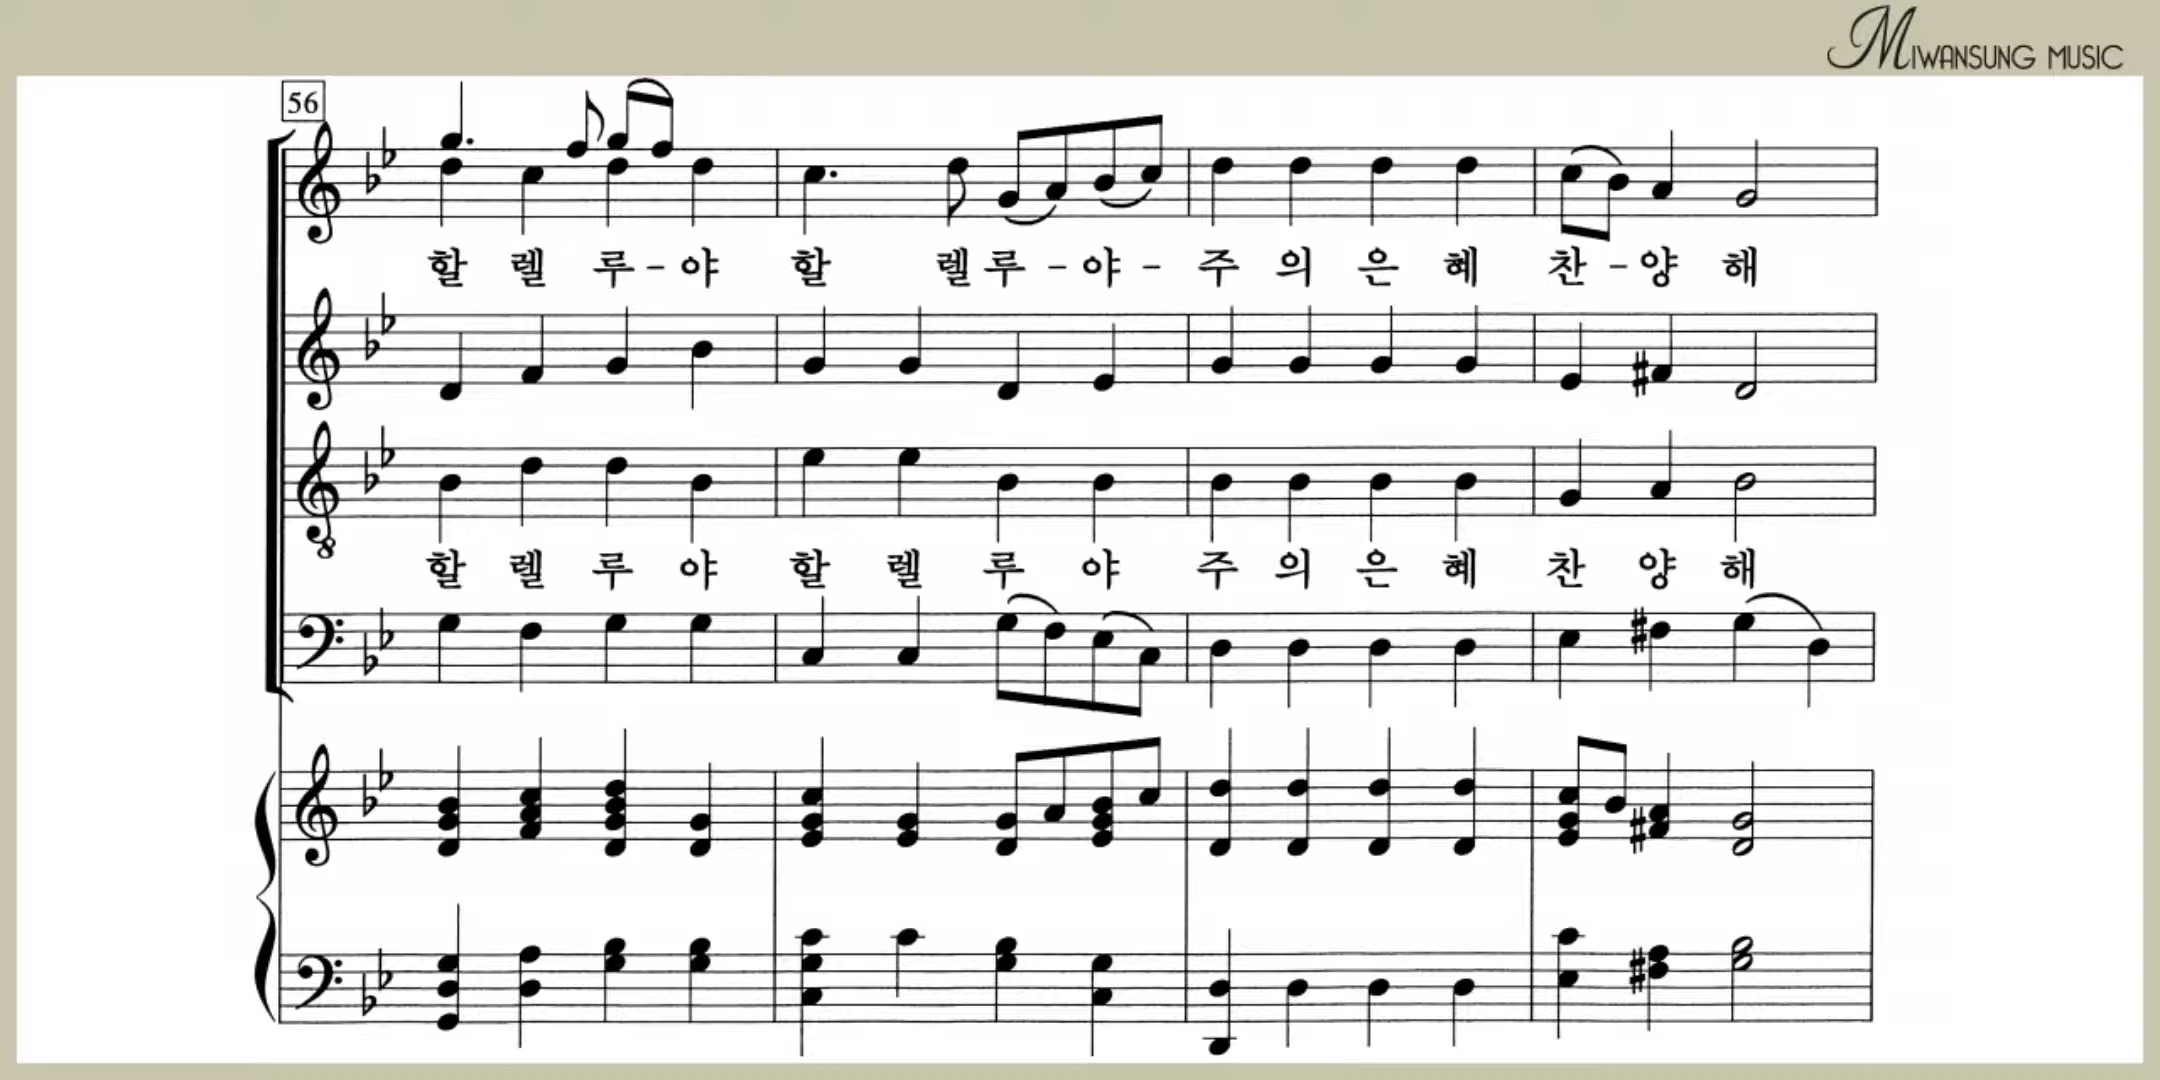 MIWANSUNG MUSIC
56
할 렐 루 - 야 할 렐 루 - 야 - 주 의 은 혜 찬 - 양 해
8
할 렐 루 야 할 렐 루 야 주 의 은 혜 찬 양 해